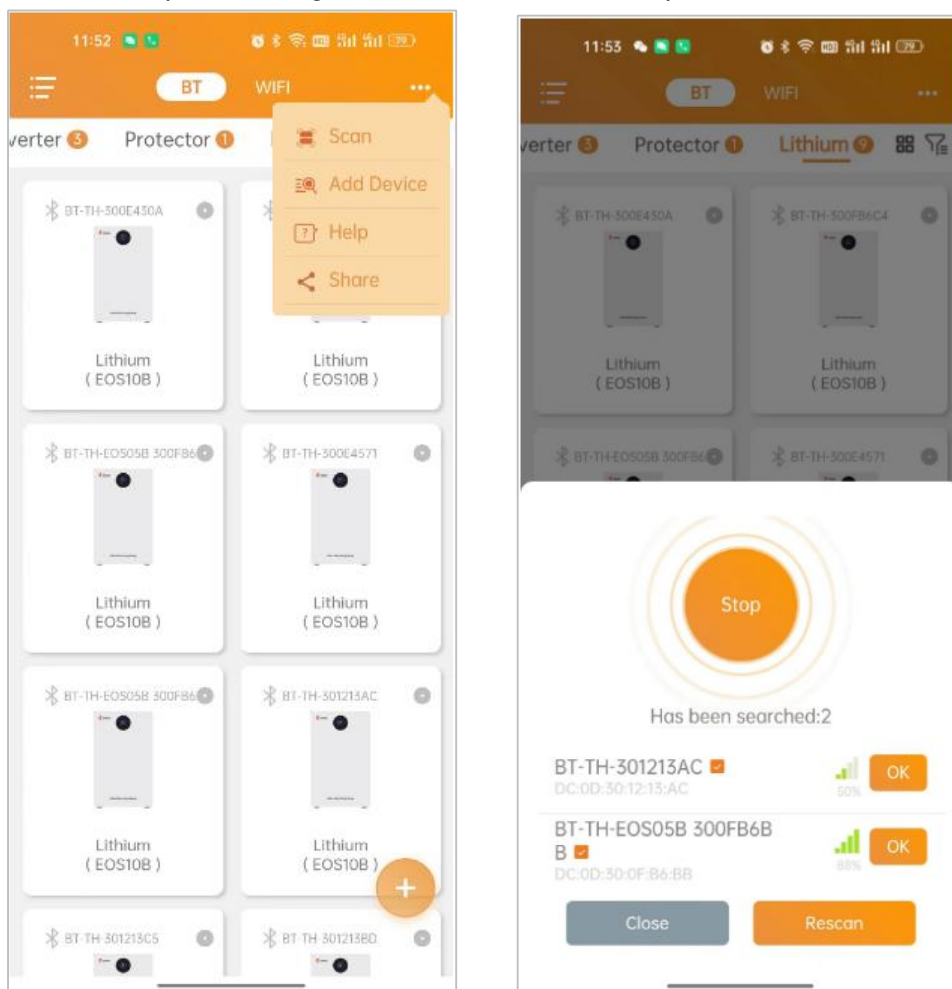 11:52
79
BT
WIFI
verter 3
Protector 1
Scan
Add Device
Help
Share
BT-TH-300E430A
Lithium
( EOS10B )
Lithium
( EOS10B )
BT-TH-EOS05B 300FB6
BT-TH-300E4571
Lithium
( EOS10B )
Lithium
( EOS10B )
BT-TH-EOS05B 300FB6
BT-TH-301213AC
Lithium
( EOS10B )
Lithium
( EOS10B )
+
BT-TH-301213C5
BT-TH-301213BD
11:53
79
BT
WIFI
verter 3
Protector 1
Lithium 9
BT-TH-300E430A
BT-TH-300FB6C4
Lithium
( EOS10B )
Lithium
( EOS10B )
BT-TH-EOS05B 300FB6
BT-TH-300E4571
Stop
Has been searched:2
BT-TH-301213AC
DC:0D:30:12:13:AC
50%
OK
BT-TH-EOS05B 300FB6B
B
DC:0D:30:0F:B6:BB
88%
OK
Close
Rescan